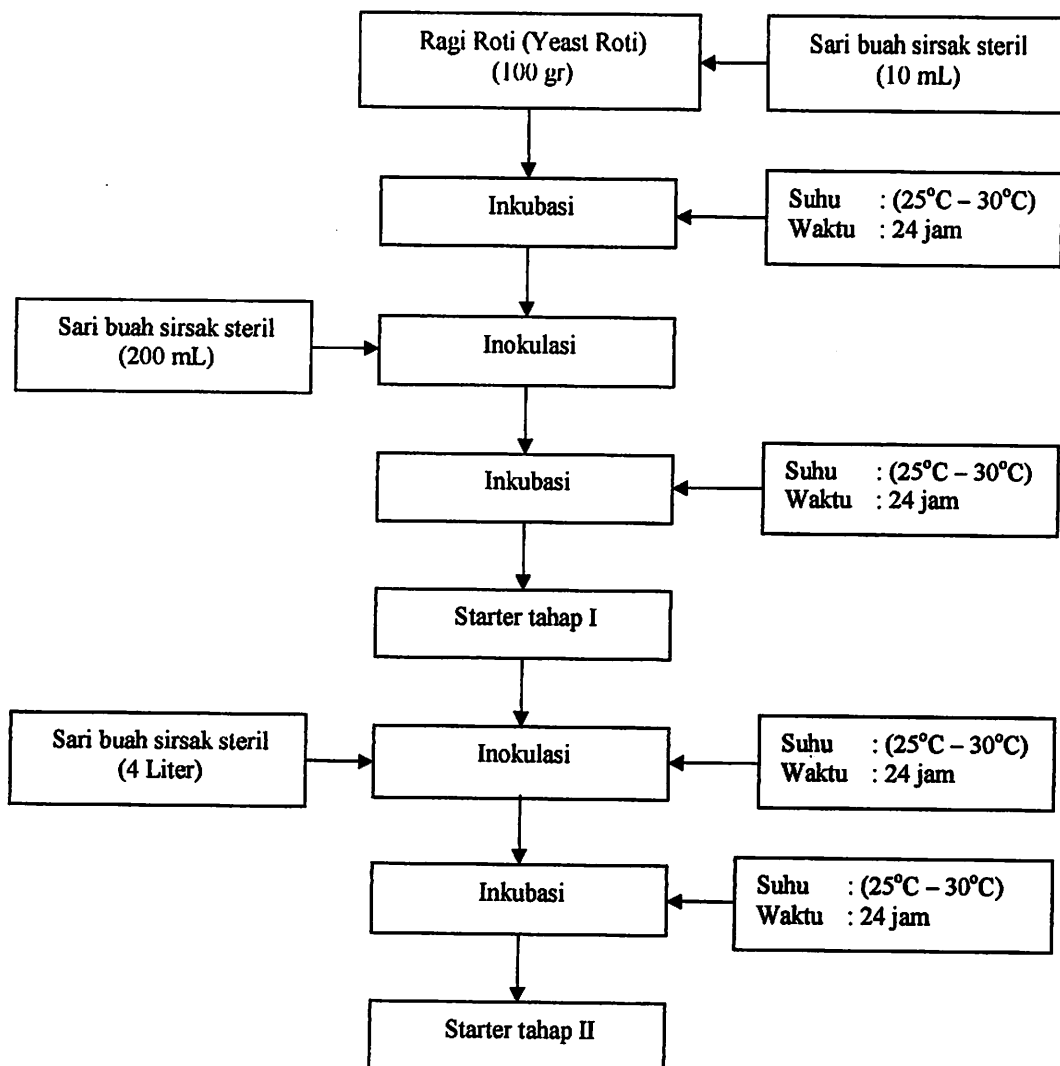 Ragi Roti (Yeast Roti)
(100 gr)
Sari buah sirsak steril
(10 mL)
Inkubasi
Suhu : (25°C – 30°C)
Waktu : 24 jam
Sari buah sirsak steril
(200 mL)
Inokulasi
Inkubasi
Suhu : (25°C – 30°C)
Waktu : 24 jam
Starter tahap I
Sari buah sirsak steril
(4 Liter)
Inokulasi
Suhu : (25°C – 30°C)
Waktu : 24 jam
Inkubasi
Suhu : (25°C – 30°C)
Waktu : 24 jam
Starter tahap II